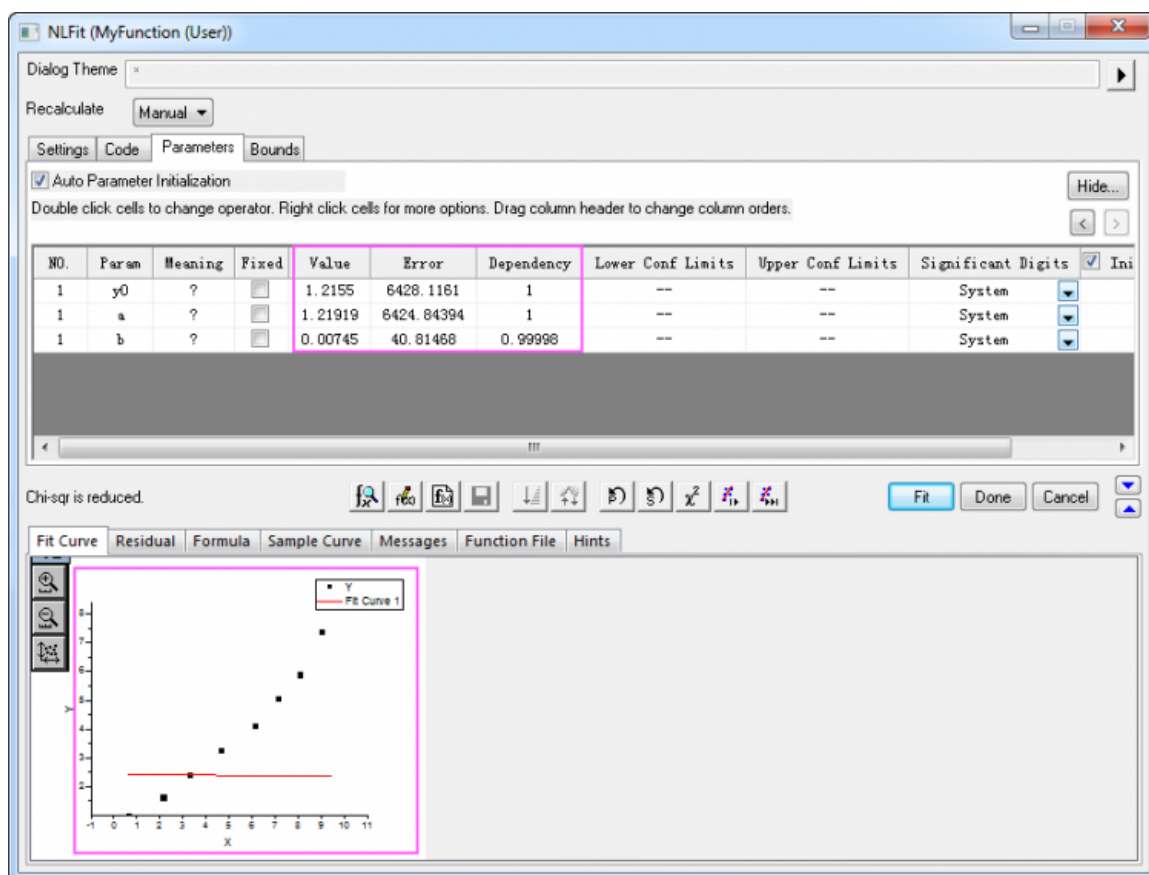 NLFit (MyFunction (User))
Dialog Theme *
Recalculate Manual
Settings Code Parameters Bounds
Auto Parameter Initialization
Hide...
Double click cells to change operator. Right click cells for more options. Drag column header to change column orders.
< >
NO. Param Meaning Fixed Value Error Dependency Lower Conf Limits Upper Conf Limits Significant Digits Ini
1 y0 ? 1.2155 6428.1161 1 -- -- System
1 a ? 1.21919 6424.84394 1 -- -- System
1 b ? 0.00745 40.81468 0.99998 -- -- System
Chi-sqr is reduced.
Fit Done Cancel
Fit Curve Residual Formula Sample Curve Messages Function File Hints
Y
Fit Curve 1
8
7
6
5
4
3
2
Y
-1 0 1 2 3 4 5 6 7 8 9 10 11
X